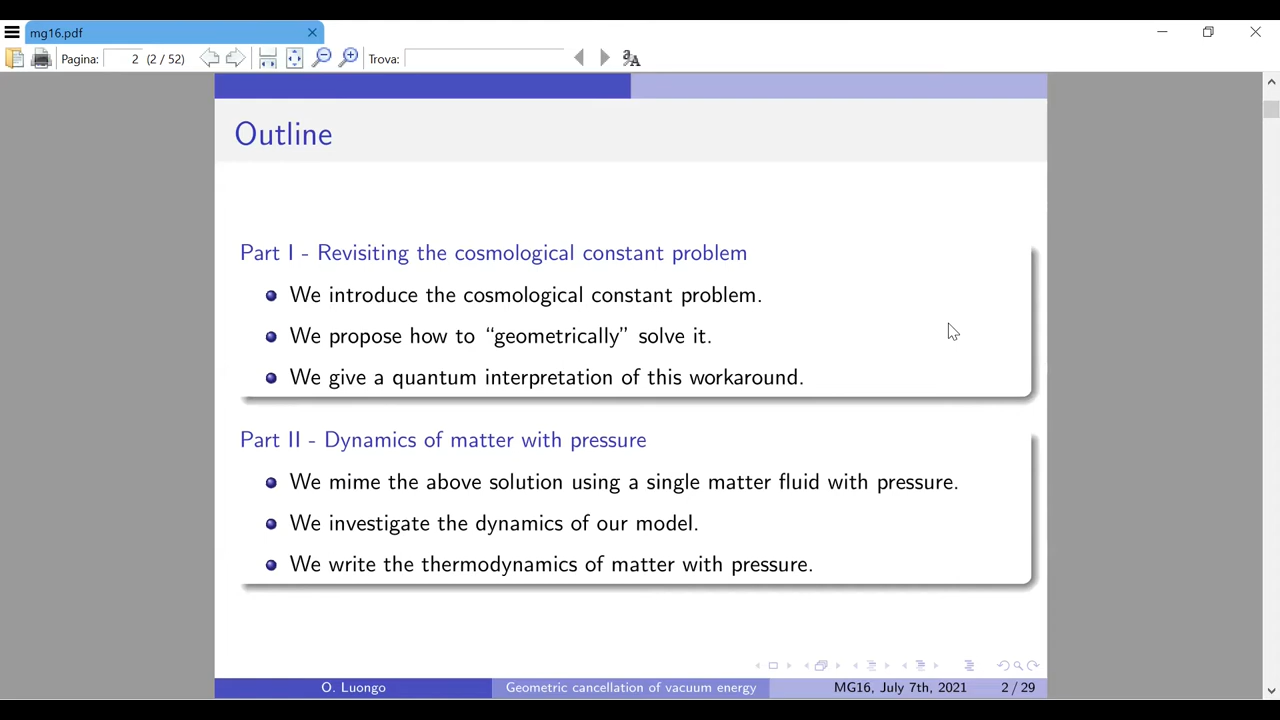 mg16.pdf
Pagina: 2 (2 / 52) Trova:
Outline
Part I - Revisiting the cosmological constant problem
We introduce the cosmological constant problem.
We propose how to “geometrically” solve it.
We give a quantum interpretation of this workaround.
Part II - Dynamics of matter with pressure
We mime the above solution using a single matter fluid with pressure.
We investigate the dynamics of our model.
We write the thermodynamics of matter with pressure.
O. Luongo Geometric cancellation of vacuum energy MG16, July 7th, 2021 2 / 29